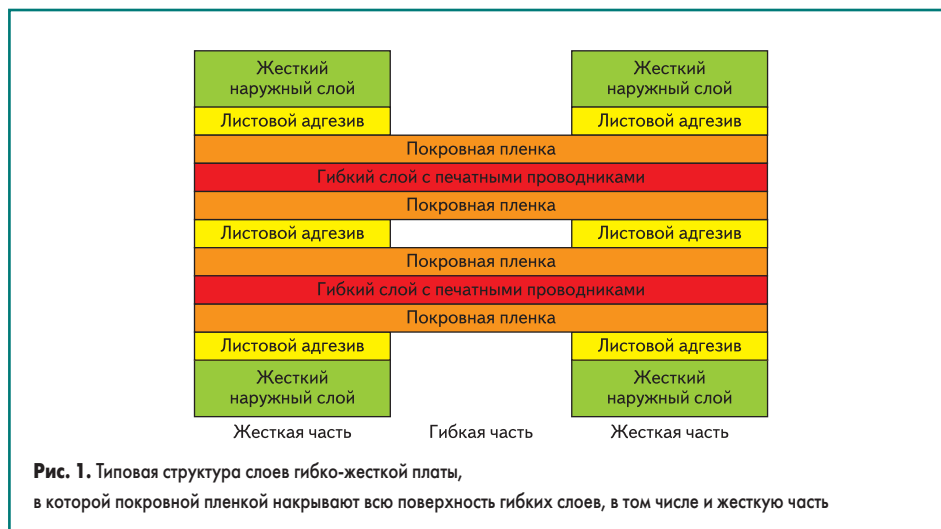 Жесткий
наружный слой
Жесткий
наружный слой
Листовой адгезив
Листовой адгезив
Покровная пленка
Гибкий слой с печатными проводниками
Покровная пленка
Листовой адгезив
Листовой адгезив
Покровная пленка
Гибкий слой с печатными проводниками
Покровная пленка
Листовой адгезив
Листовой адгезив
Жесткий
наружный слой
Жесткий
наружный слой
Жесткая часть
Гибкая часть
Жесткая часть
Рис. 1. Типовая структура слоев гибко-жесткой платы,
в которой покровной пленкой накрывают всю поверхность гибких слоев, в том числе и жесткую часть